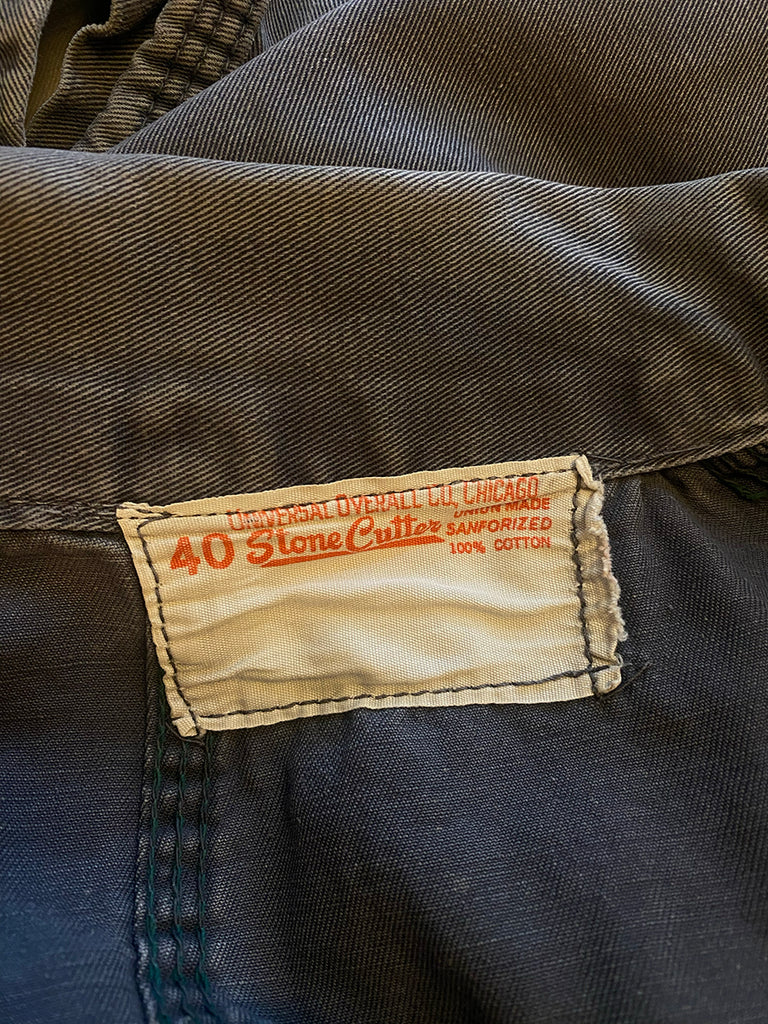 UNIVERSAL OVERALL CO. CHICAGO
40 Stone Cutter
UNION MADE
SANFORIZED
100% COTTON